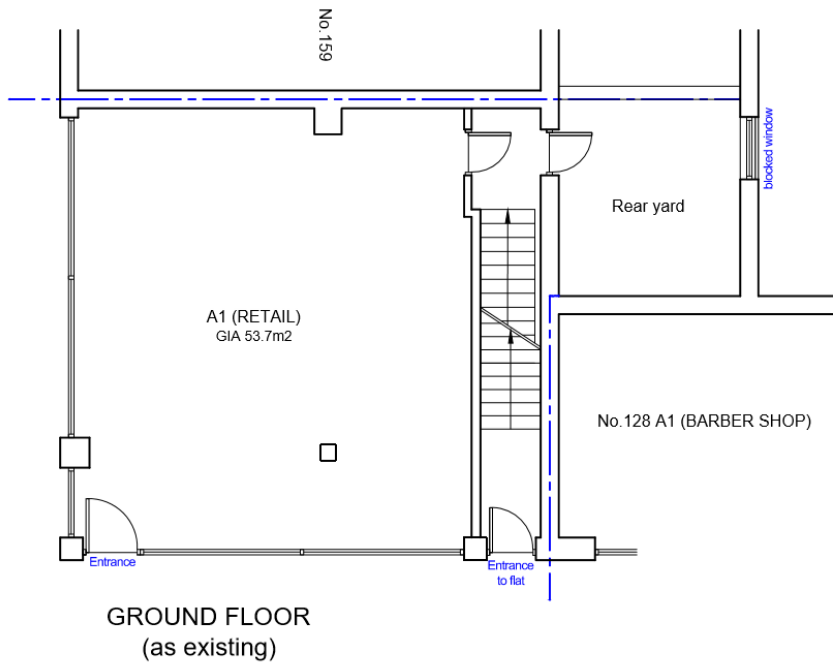 No.159
blocked window
Rear yard
A1 (RETAIL)
GIA 53.7m2
No.128 A1 (BARBER SHOP)
Entrance
Entrance
to flat
GROUND FLOOR
(as existing)